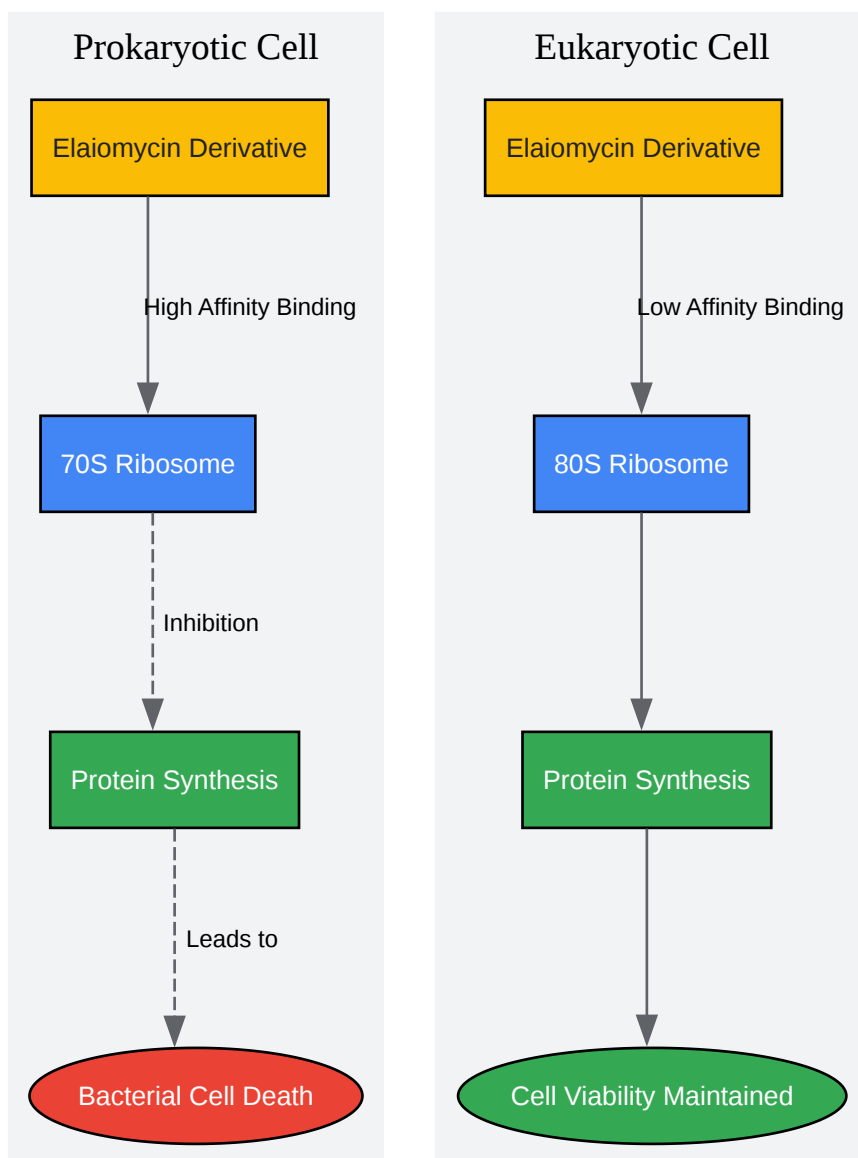 Prokaryotic Cell
Elaiomycin Derivative
High Affinity Binding
70S Ribosome
Inhibition
Protein Synthesis
Leads to
Bacterial Cell Death
Eukaryotic Cell
Elaiomycin Derivative
Low Affinity Binding
80S Ribosome
Protein Synthesis
Cell Viability Maintained